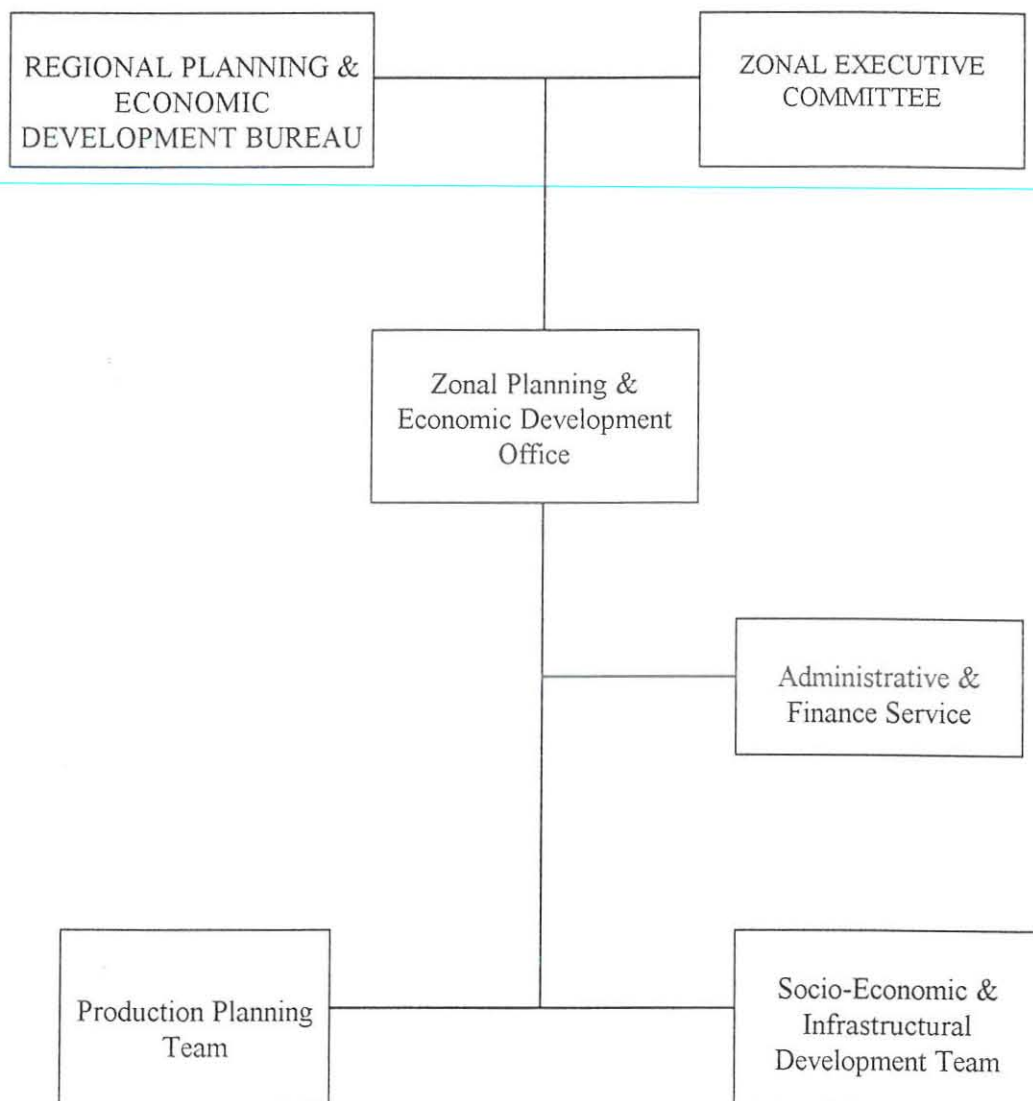 REGIONAL PLANNING &
ECONOMIC
DEVELOPMENT BUREAU
ZONAL EXECUTIVE
COMMITTEE
Zonal Planning &
Economic Development
Office
Administrative &
Finance Service
Production Planning
Team
Socio-Economic &
Infrastructural
Development Team